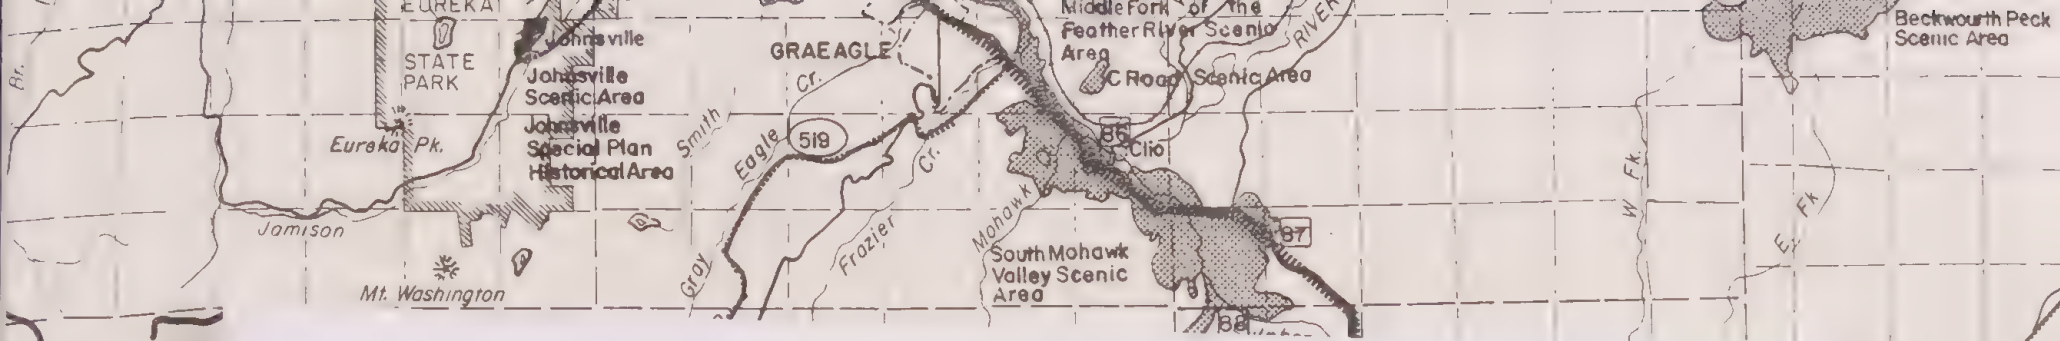 EUREKA
STATE
PARK
Johnsville
Johnsville
Scenic Area
Johnsville
Special Plan
Historical Area
Eureka Pk.
Jamison
Mt. Washington
Br.
GRAEAGLE
Smith
Cr.
Eagle
519
Gray
Frazier
Cr.
Mohawk
Middle Fork of the
Feather River Scenic
Area
RIVER
C Road Scenic Area
86
Clio
87
South Mohawk
Valley Scenic
Area
88
W Fk.
E. Fk
Beckwourth Peck
Scenic Area